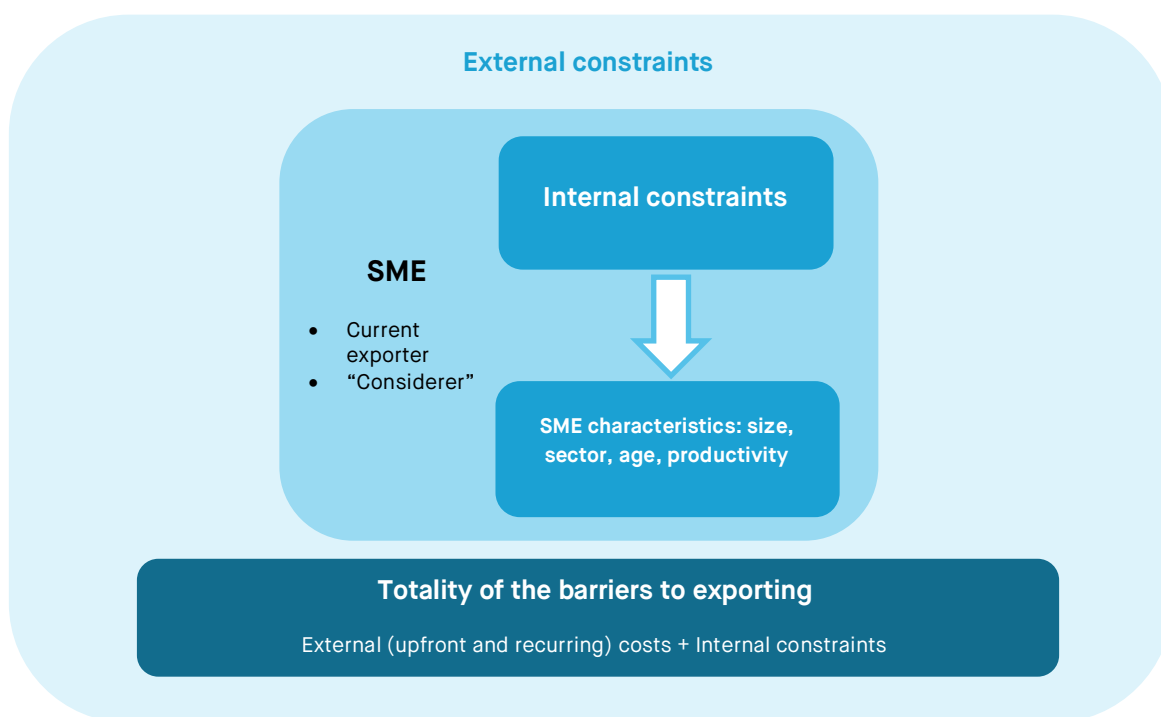 External constraints
Internal constraints
SME
• Current
exporter
• “Considerer”
SME characteristics: size,
sector, age, productivity
Totality of the barriers to exporting
External (upfront and recurring) costs + Internal constraints